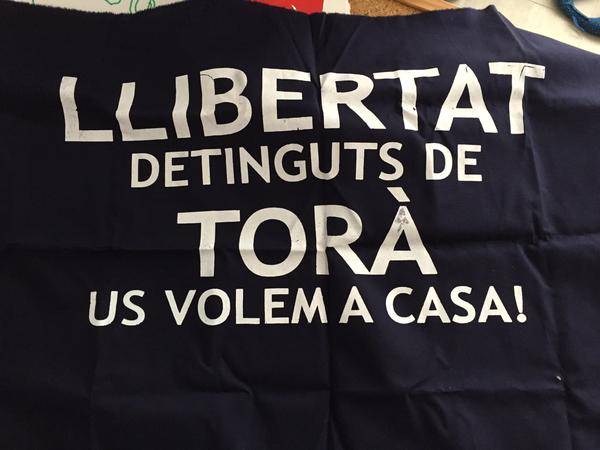 LLIBERTAT
DETINGUTS DE
TORÀ
US VOLEM A CASA!